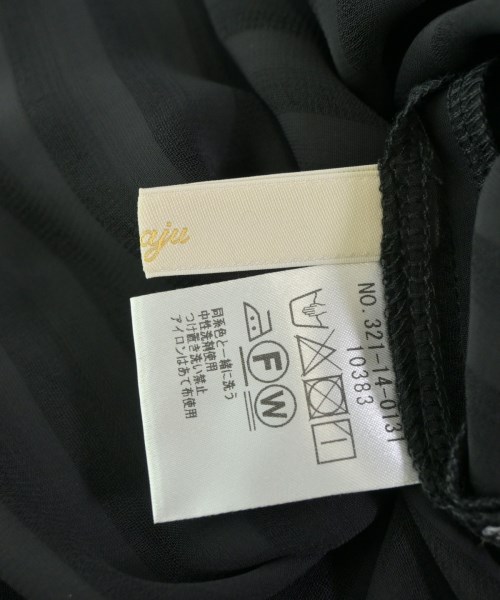 aju
NO. 321-14-0131
10383
F W
同系色と一緒に洗う
中性洗剤使用
つけ置き洗い禁止
アイロンはあて布使用